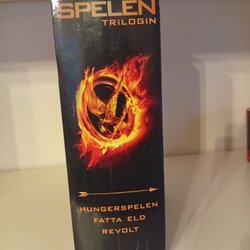 SPELEN
TRILOGIN
HUNGERSPELEN
FATTA ELD
REVOLT